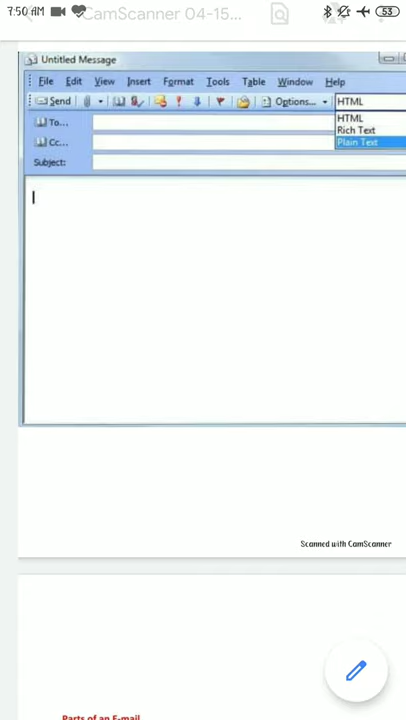 7:50 AM
CamScanner 04-15...
53
Untitled Message
File Edit View Insert Format Tools Table Window Help
Send Options... HTML
HTML
Rich Text
Plain Text
To...
Cc...
Subject:
Scanned with CamScanner
Parts of an E-mail